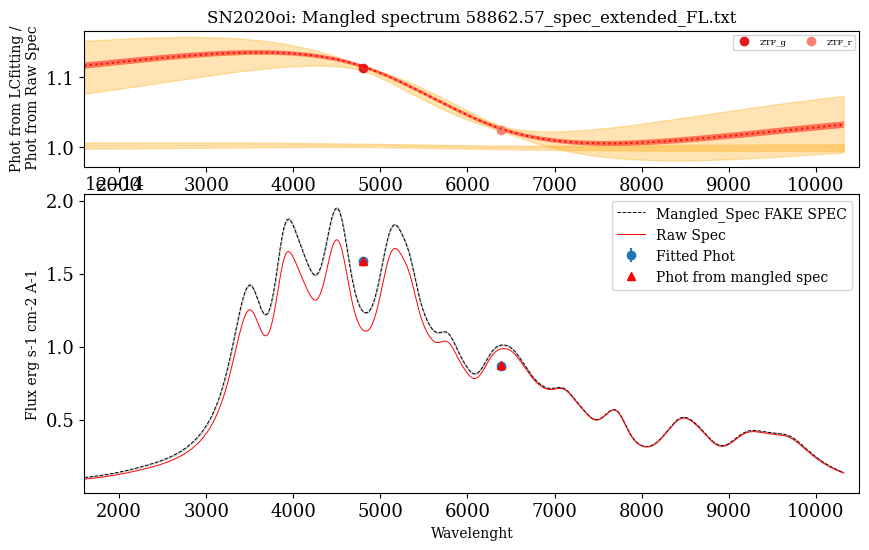 SN2020oi: Mangled spectrum 58862.57_spec_extended_FL.txt
Phot from LCfitting /
Phot from Raw Spec
1.1
1.0
ZTF_g ZTF_r
2000 3000 4000 5000 6000 7000 8000 9000 10000
1e−14
2.0
1.5
1.0
0.5
Flux erg s-1 cm-2 A-1
Mangled_Spec FAKE SPEC
Raw Spec
Fitted Phot
Phot from mangled spec
2000 3000 4000 5000 6000 7000 8000 9000 10000
Wavelenght